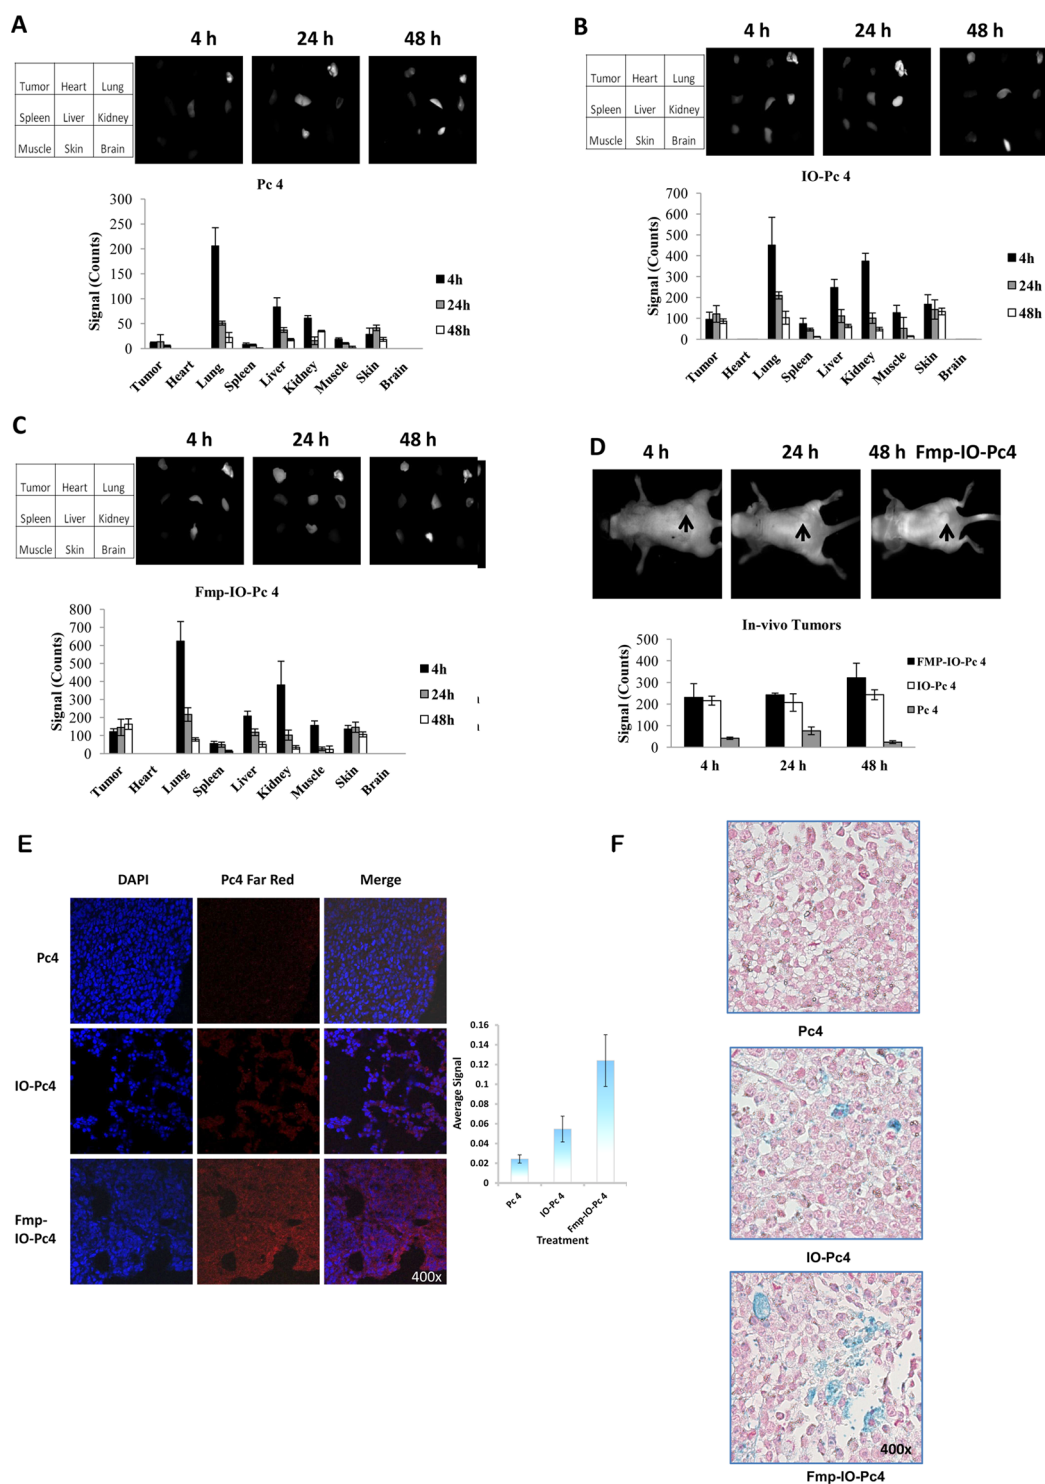 A
4 h 24 h 48 h
Tumor Heart Lung
Spleen Liver Kidney
Muscle Skin Brain
Pc 4
Signal (Counts)
300
250
200
150
100
50
0
Tumor Heart Lung Spleen Liver Kidney Muscle Skin Brain
4h
24h
48h
B
4 h 24 h 48 h
Tumor Heart Lung
Spleen Liver Kidney
Muscle Skin Brain
IO-Pc 4
Signal (Counts)
700
600
500
400
300
200
100
0
Tumor Heart Lung Spleen Liver Kidney Muscle Skin Brain
4h
24h
48h
C
4 h 24 h 48 h
Tumor Heart Lung
Spleen Liver Kidney
Muscle Skin Brain
Fmp-IO-Pc 4
Signal (Counts)
800
700
600
500
400
300
200
100
0
Tumor Heart Lung Spleen Liver Kidney Muscle Skin Brain
4h
24h
48h
D
4 h 24 h 48 h Fmp-IO-Pc4
In-vivo Tumors
Signal (Counts)
500
400
300
200
100
0
4 h 24 h 48 h
FMP-IO-Pc 4
IO-Pc 4
Pc 4
E
DAPI Pc4 Far Red Merge
Pc4
IO-Pc4
Fmp-
IO-Pc4
400x
Average Signal
0.16
0.14
0.12
0.1
0.08
0.06
0.04
0.02
0
Pc 4 IO-Pc 4 Fmp-IO-Pc 4
Treatment
F
Pc4
IO-Pc4
400x
Fmp-IO-Pc4